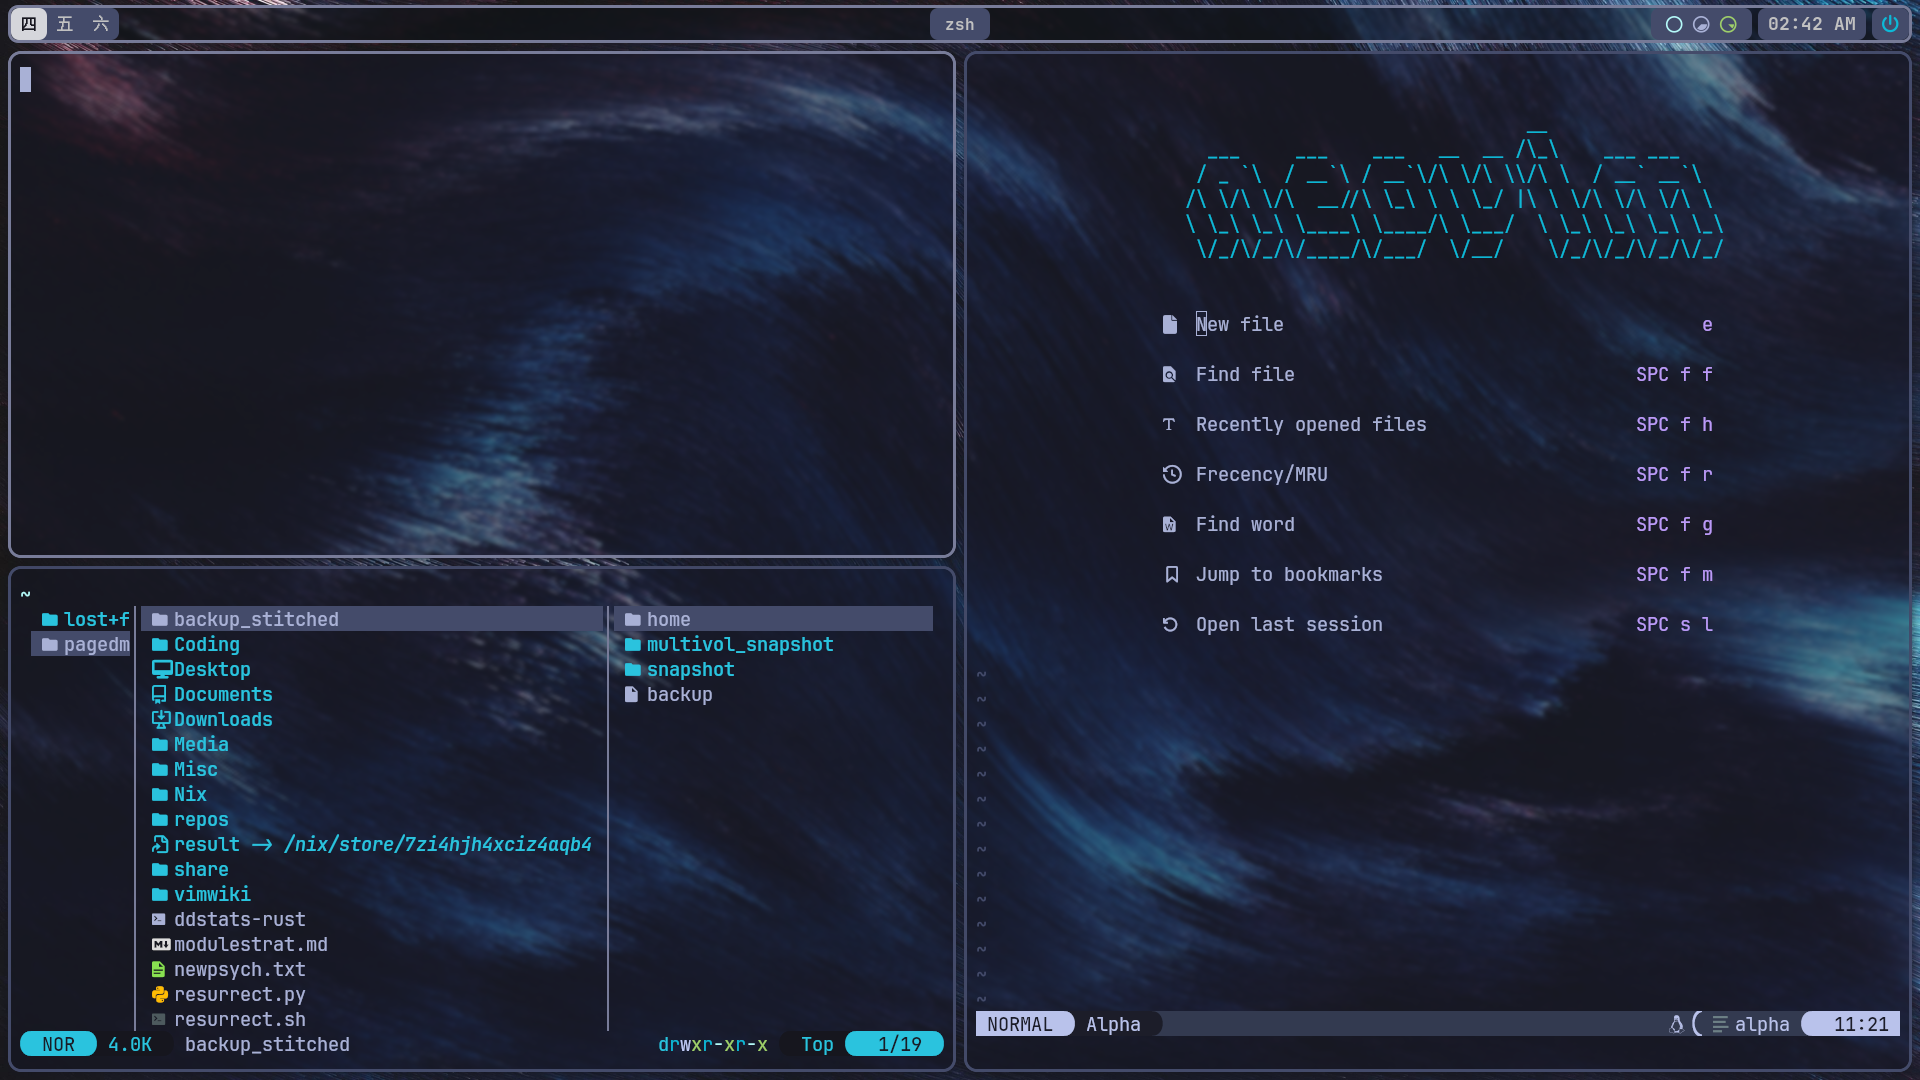 四 五 六
zsh
02:42 AM
~
lost+f
pagedm
backup_stitched
Coding
Desktop
Documents
Downloads
Media
Misc
Nix
repos
result -> /nix/store/7zi4hjh4xciz4aqb4
share
vimwiki
ddstats-rust
modulestrat.md
newpsych.txt
resurrect.py
resurrect.sh
home
multivol_snapshot
snapshot
backup
NOR 4.0K backup_stitched drwxr-xr-x Top 1/19
neovim
New file e
Find file SPC f f
Recently opened files SPC f h
Frecency/MRU SPC f r
Find word SPC f g
Jump to bookmarks SPC f m
Open last session SPC s l
~
~
~
~
~
~
~
~
~
~
~
~
~
~
NORMAL Alpha alpha 11:21